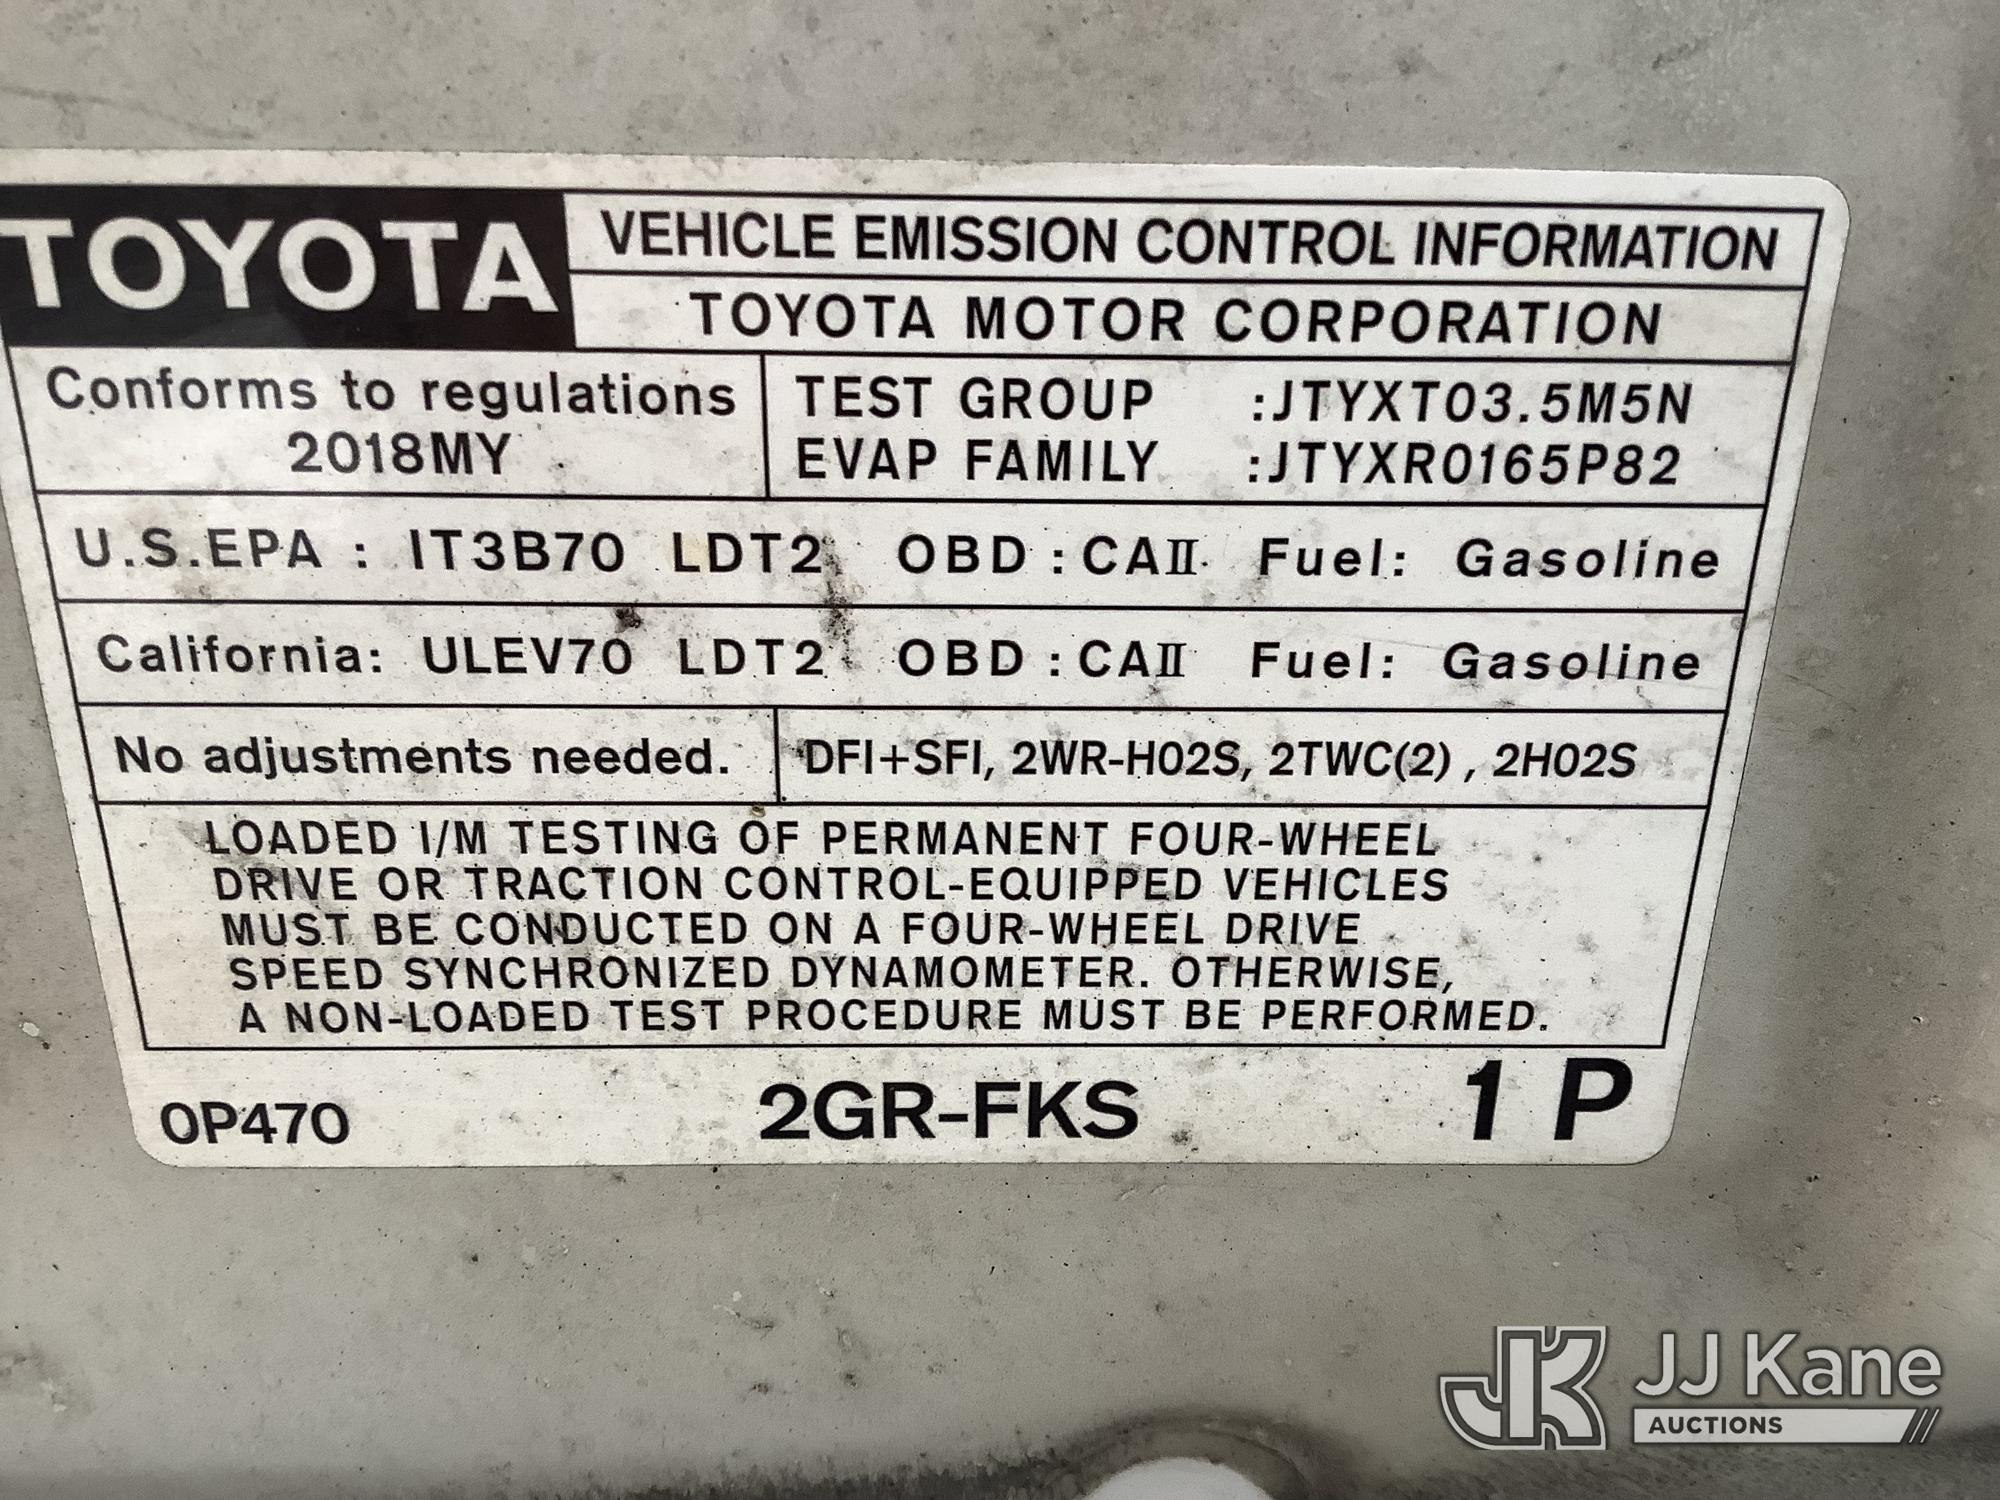 TOYOTA
VEHICLE EMISSION CONTROL INFORMATION
TOYOTA MOTOR CORPORATION
Conforms to regulations
2018MY
TEST GROUP :JTYXT03.5M5N
EVAP FAMILY :JTYXR0165P82
U.S.EPA : IT3B70 LDT2 OBD : CAⅡ Fuel: Gasoline
California: ULEV70 LDT2 OBD : CAⅡ Fuel: Gasoline
No adjustments needed.
DFI+SFI, 2WR-HO2S, 2TWC(2) , 2HO2S
LOADED I/M TESTING OF PERMANENT FOUR-WHEEL
DRIVE OR TRACTION CONTROL-EQUIPPED VEHICLES
MUST BE CONDUCTED ON A FOUR-WHEEL DRIVE
SPEED SYNCHRONIZED DYNAMOMETER. OTHERWISE,
A NON-LOADED TEST PROCEDURE MUST BE PERFORMED.
0P470 2GR-FKS 1 P
JK JJ Kane
AUCTIONS